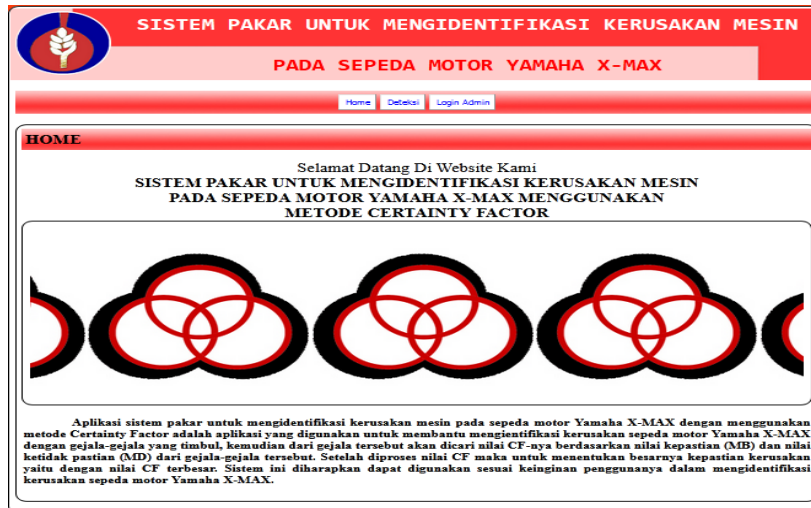 SISTEM PAKAR UNTUK MENGIDENTIFIKASI KERUSAKAN MESIN
PADA SEPEDA MOTOR YAMAHA X-MAX
Home Deteksi Login Admin
HOME
Selamat Datang Di Website Kami
SISTEM PAKAR UNTUK MENGIDENTIFIKASI KERUSAKAN MESIN
PADA SEPEDA MOTOR YAMAHA X-MAX MENGGUNAKAN
METODE CERTAINTY FACTOR
Aplikasi sistem pakar untuk mengidentifikasi kerusakan mesin pada sepeda motor Yamaha X-MAX dengan menggunakan
metode Certainty Factor adalah aplikasi yang digunakan untuk membantu mengientifikasi kerusakan sepeda motor Yamaha X-MAX
dengan gejala-gejala yang timbul, kemudian dari gejala tersebut akan dicari nilai CF-nya berdasarkan nilai kepastian (MB) dan nilai
ketidak pastian (MD) dari gejala-gejala tersebut. Setelah diproses nilai CF maka untuk menentukan besarnya kepastian kerusakan
yaitu dengan nilai CF terbesar. Sistem ini diharapkan dapat digunakan sesuai keinginan penggunanya dalam mengidentifikasi
kerusakan sepeda motor Yamaha X-MAX.